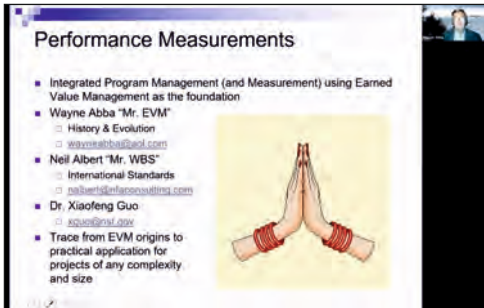 Performance Measurements
Integrated Program Management (and Measurement) using Earned
Value Management as the foundation
Wayne Abba "Mr. EVM"
History & Evolution
wayneabba@aol.com
Neil Albert "Mr. WBS"
International Standards
nalbert@nfaconsulting.com
Dr. Xiaofeng Guo
xguo@nsf.gov
Trace from EVM origins to
practical application for
projects of any complexity
and size